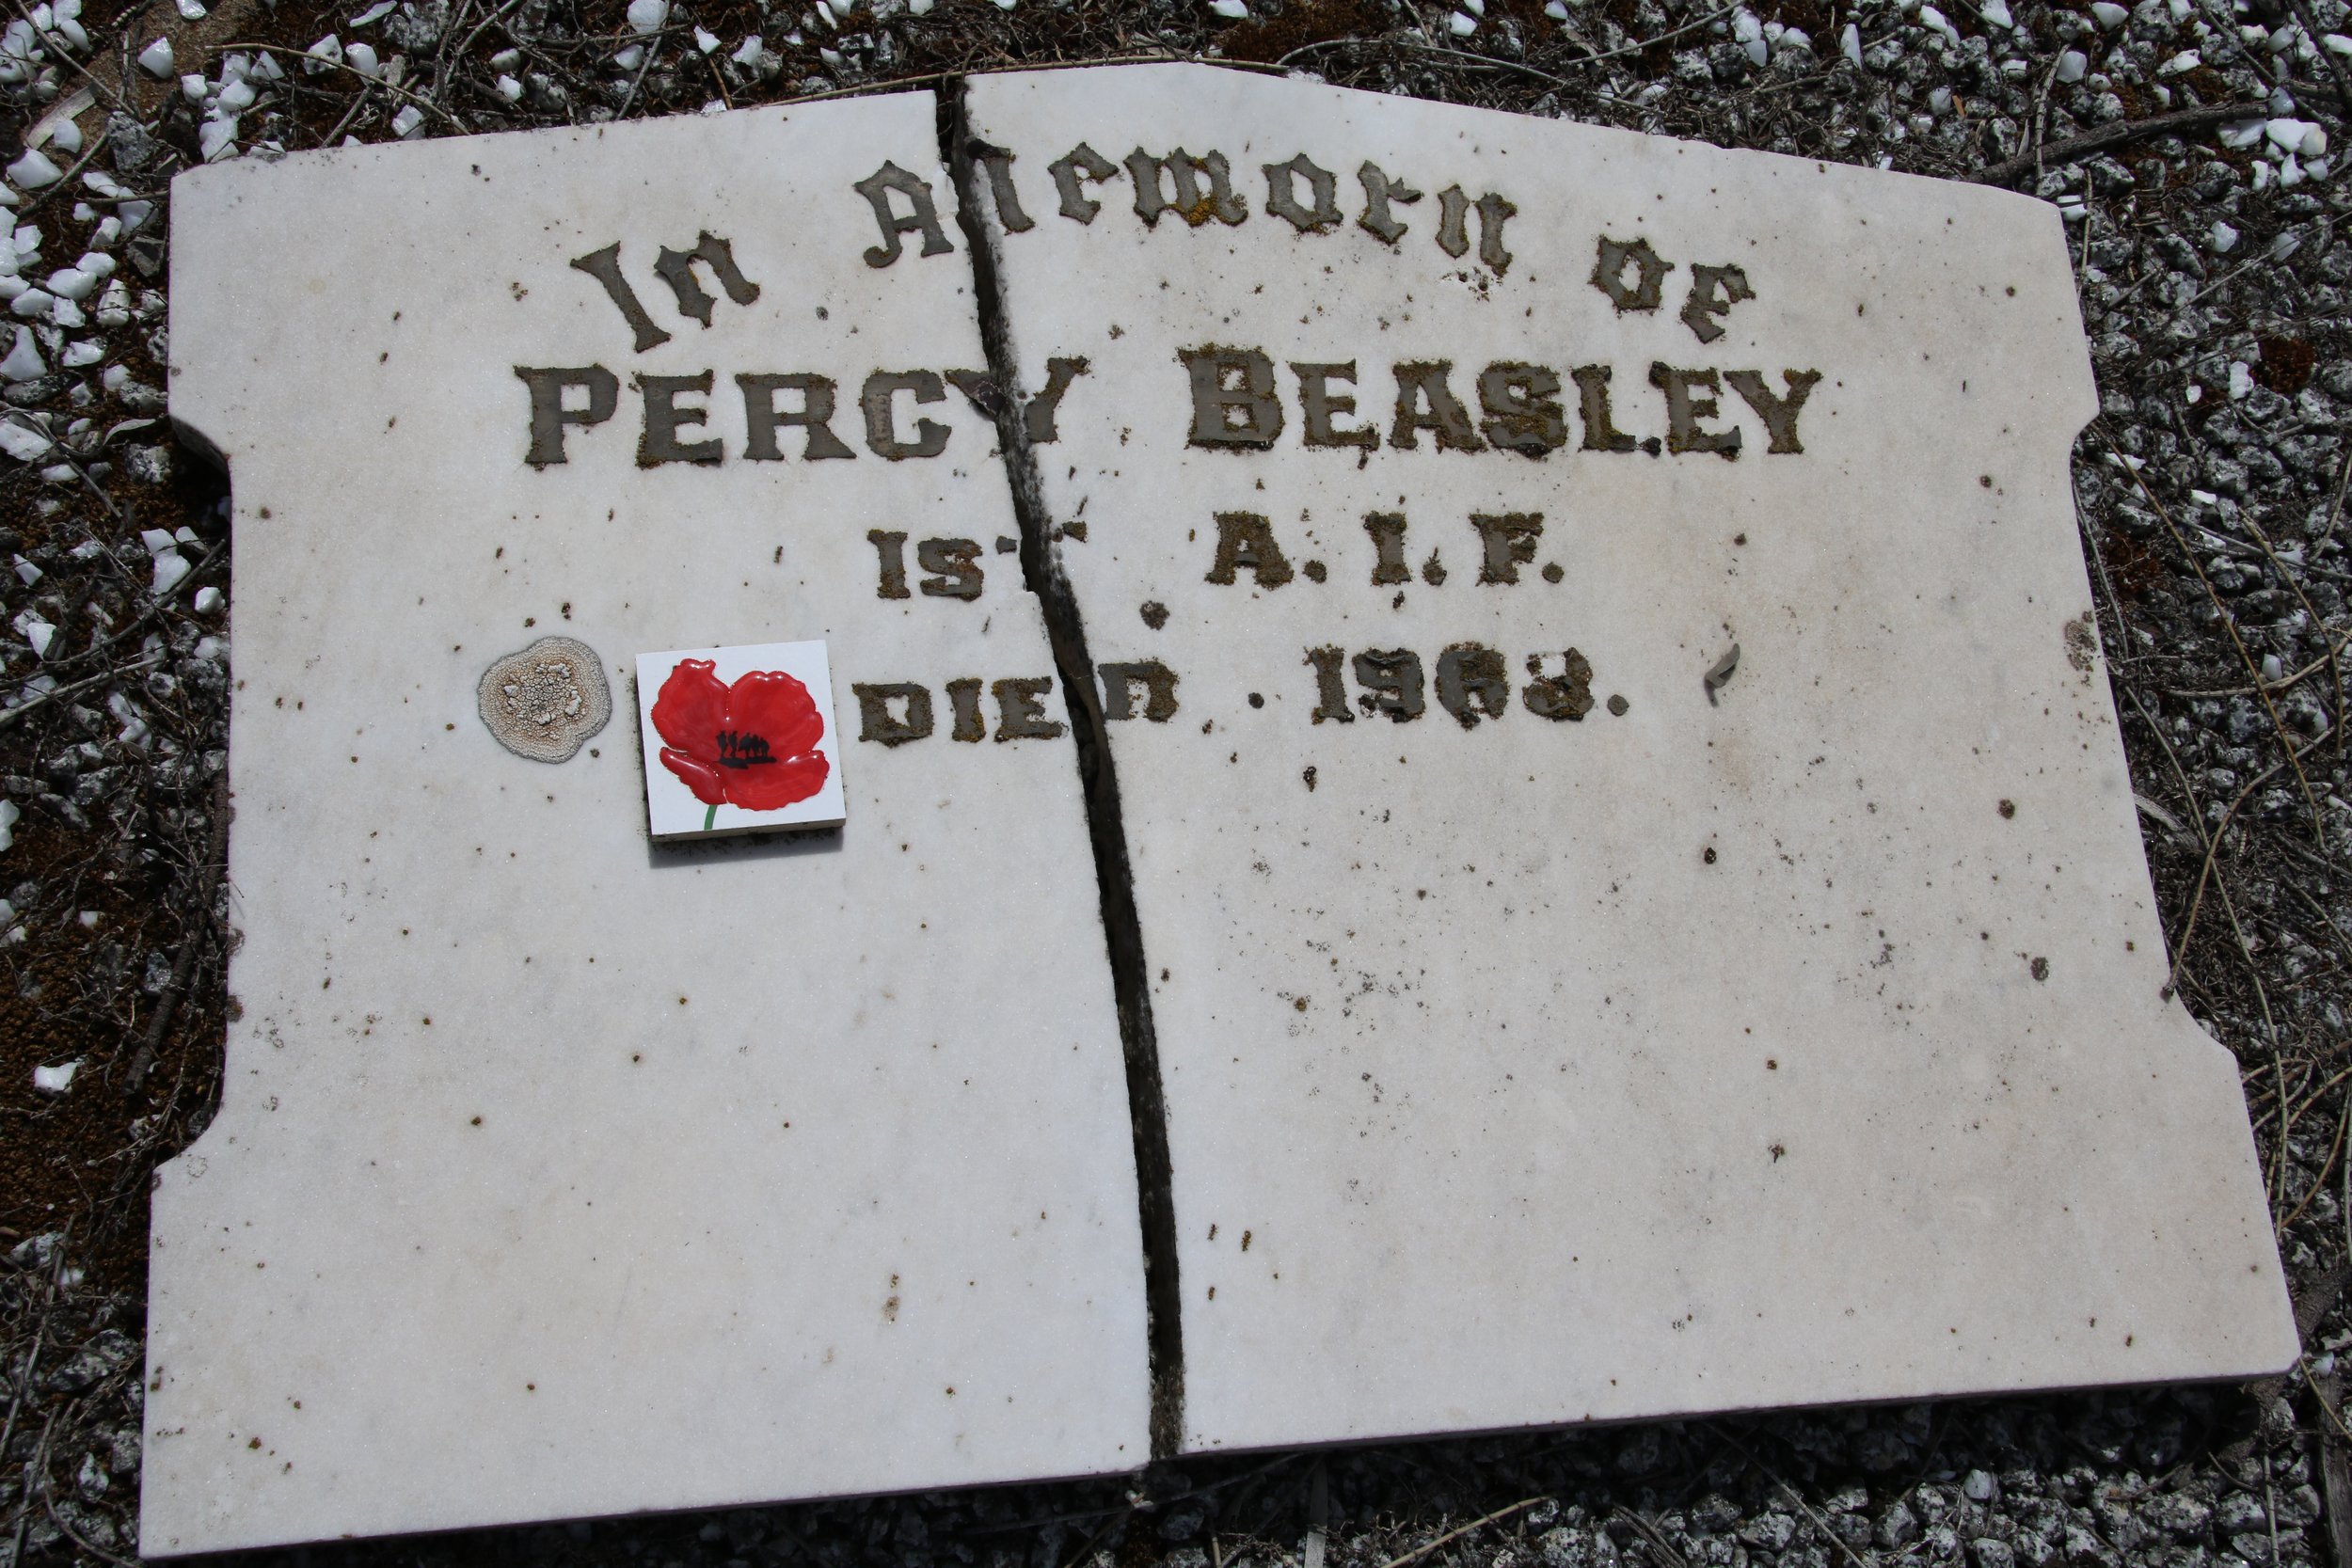 In Memory of
PERCY BEASLEY
1ST A.I.F.
DIED . 1963.